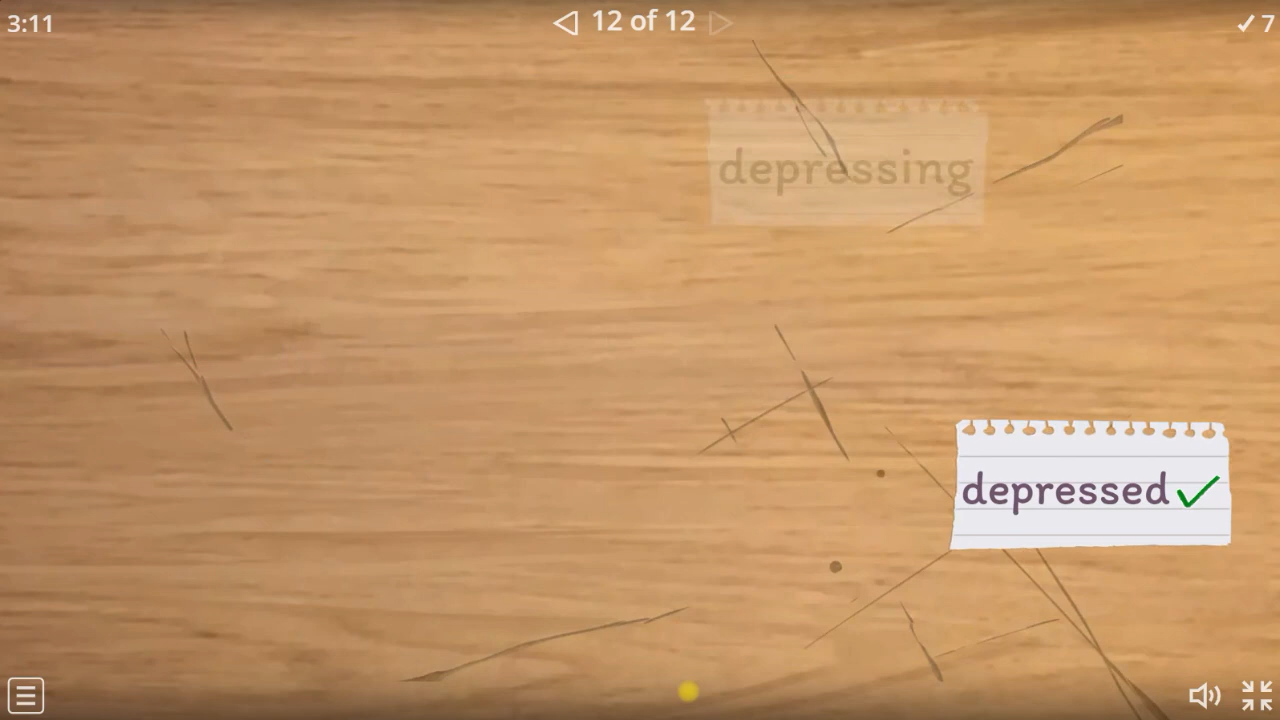 3:11
12 of 12
7
depressing
depressed